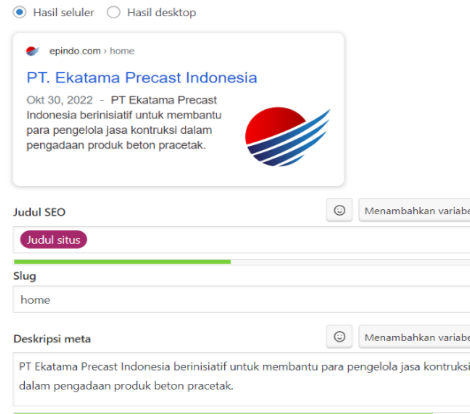 Hasil seluler Hasil desktop
epindo.com › home
PT. Ekatama Precast Indonesia
Okt 30, 2022 - PT Ekatama Precast
Indonesia berinisiatif untuk membantu
para pengelola jasa kontruksi dalam
pengadaan produk beton pracetak.
Judul SEO Menambahkan variabe
Judul situs
Slug
home
Deskripsi meta Menambahkan variabe
PT Ekatama Precast Indonesia berinisiatif untuk membantu para pengelola jasa kontruksi
dalam pengadaan produk beton pracetak.